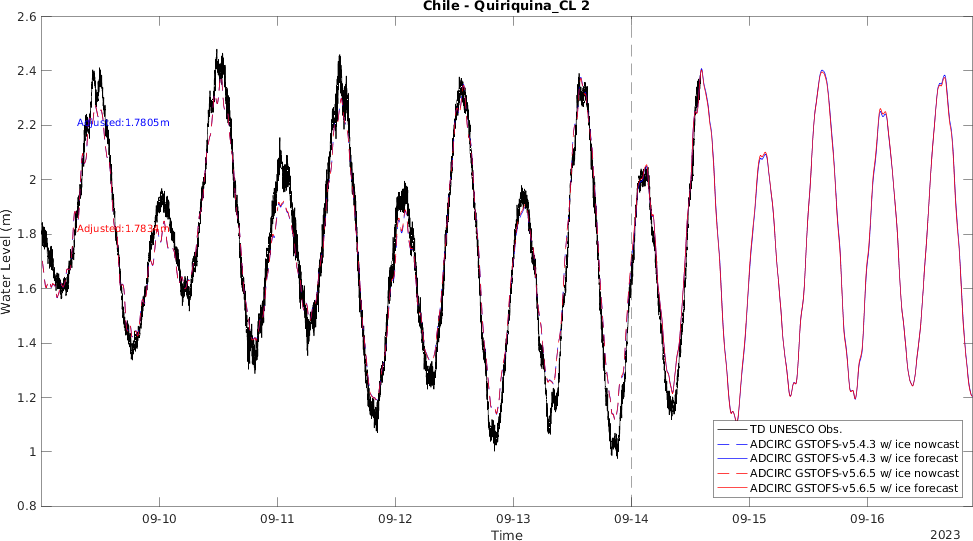 Chile - Quiriquina_CL 2
2.6
2.4
2.2
2
1.8
1.6
1.4
1.2
1
0.8
Water Level (m)
Adjusted:1.7805m
TD UNESCO Obs.
ADCIRC GSTOFS-v5.4.3 w/ ice nowcast
ADCIRC GSTOFS-v5.4.3 w/ ice forecast
ADCIRC GSTOFS-v5.6.5 w/ ice nowcast
ADCIRC GSTOFS-v5.6.5 w/ ice forecast
09-10
09-11
09-12
09-13
09-14
09-15
09-16
Time
2023